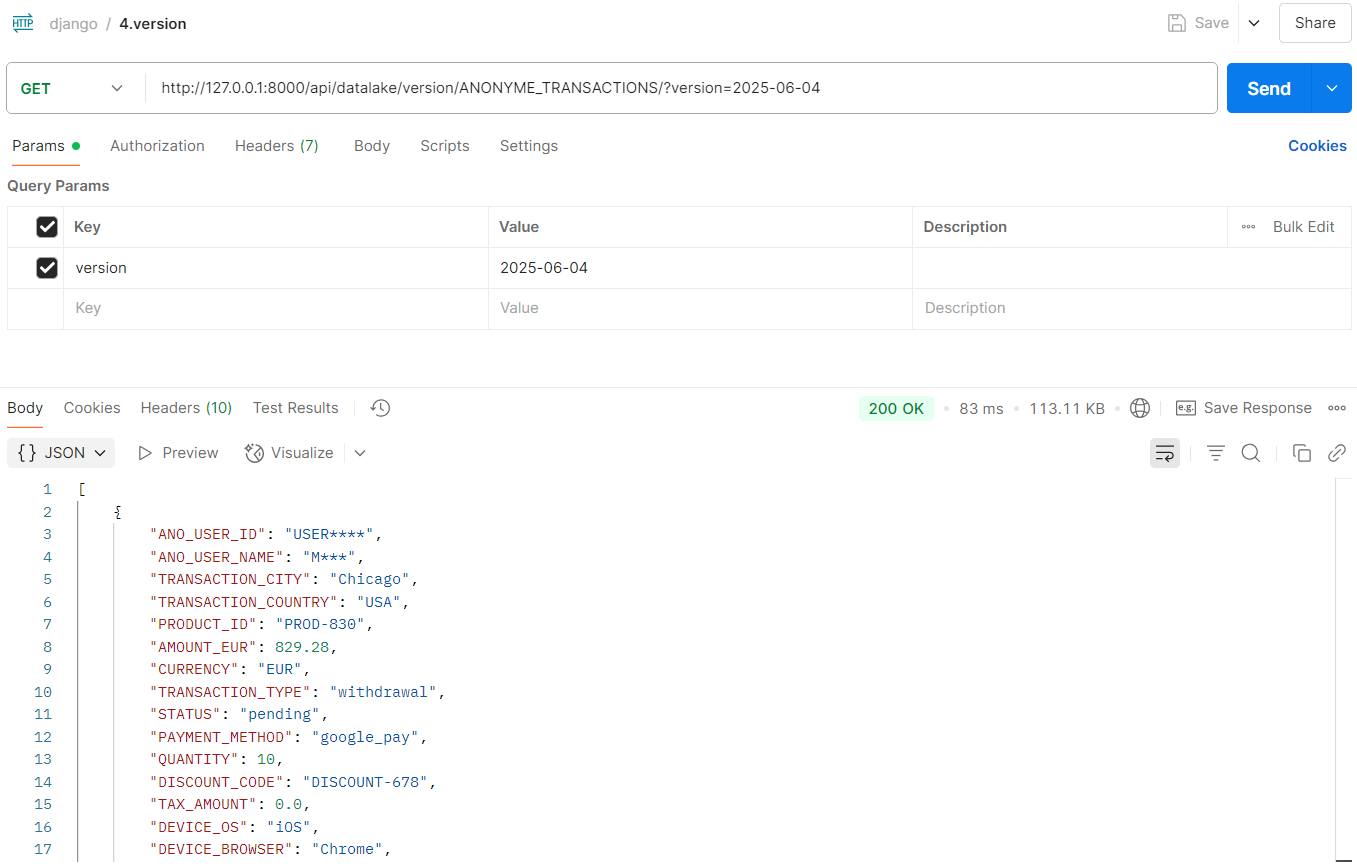 HTTP django / 4.version Save Share
GET http://127.0.0.1:8000/api/datalake/version/ANONYME_TRANSACTIONS/?version=2025-06-04 Send
Params Authorization Headers (7) Body Scripts Settings Cookies
Query Params
Key Value Description Bulk Edit
version 2025-06-04
Key Value Description
Body Cookies Headers (10) Test Results 200 OK 83 ms 113.11 KB e.g. Save Response
{} JSON Preview Visualize
1 [
2 {
3 "ANO_USER_ID": "USER****",
4 "ANO_USER_NAME": "M***",
5 "TRANSACTION_CITY": "Chicago",
6 "TRANSACTION_COUNTRY": "USA",
7 "PRODUCT_ID": "PROD-830",
8 "AMOUNT_EUR": 829.28,
9 "CURRENCY": "EUR",
10 "TRANSACTION_TYPE": "withdrawal",
11 "STATUS": "pending",
12 "PAYMENT_METHOD": "google_pay",
13 "QUANTITY": 10,
14 "DISCOUNT_CODE": "DISCOUNT-678",
15 "TAX_AMOUNT": 0.0,
16 "DEVICE_OS": "iOS",
17 "DEVICE_BROWSER": "Chrome",